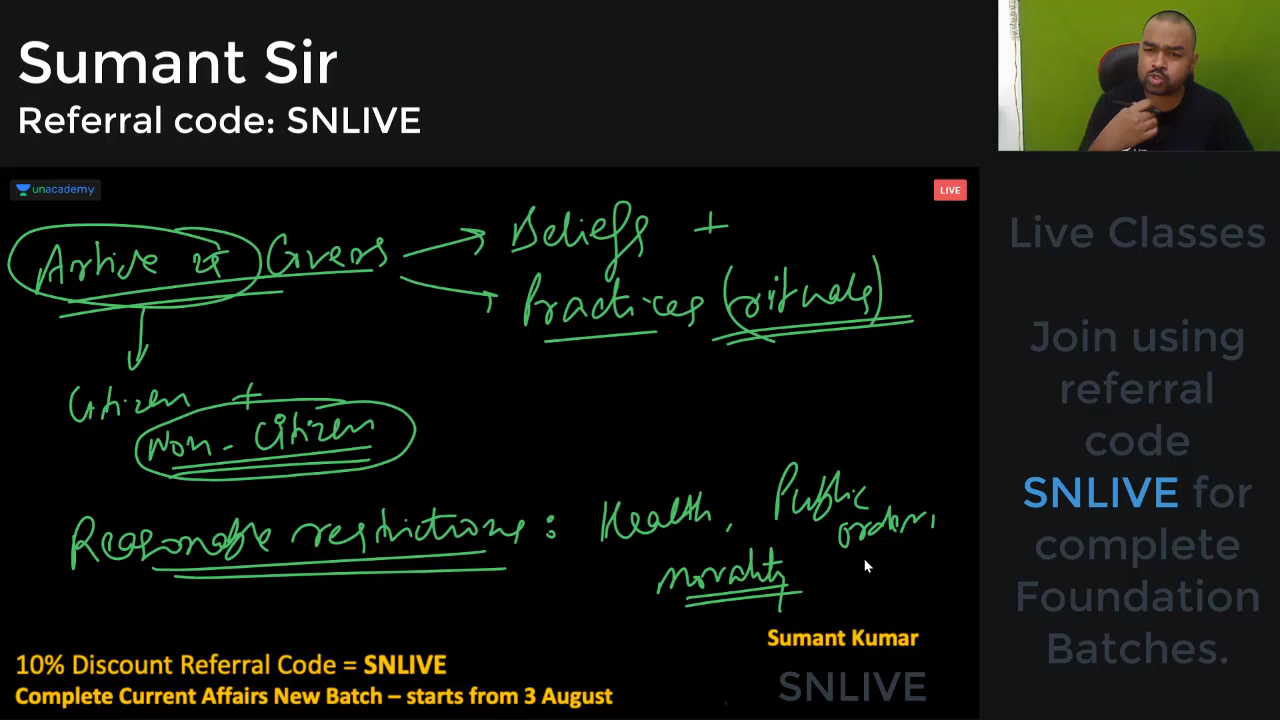 Sumant Sir
Referral code: SNLIVE
unacademy
LIVE
Article 25 Covers
Beliefs +
Practices (rituals)
Citizen +
Non-Citizen
Reasonable restrictions : Health, Public order,
morality
Sumant Kumar
SNLIVE
10% Discount Referral Code = SNLIVE
Complete Current Affairs New Batch – starts from 3 August
Live Classes
Join using
referral
code
SNLIVE for
complete
Foundation
Batches.